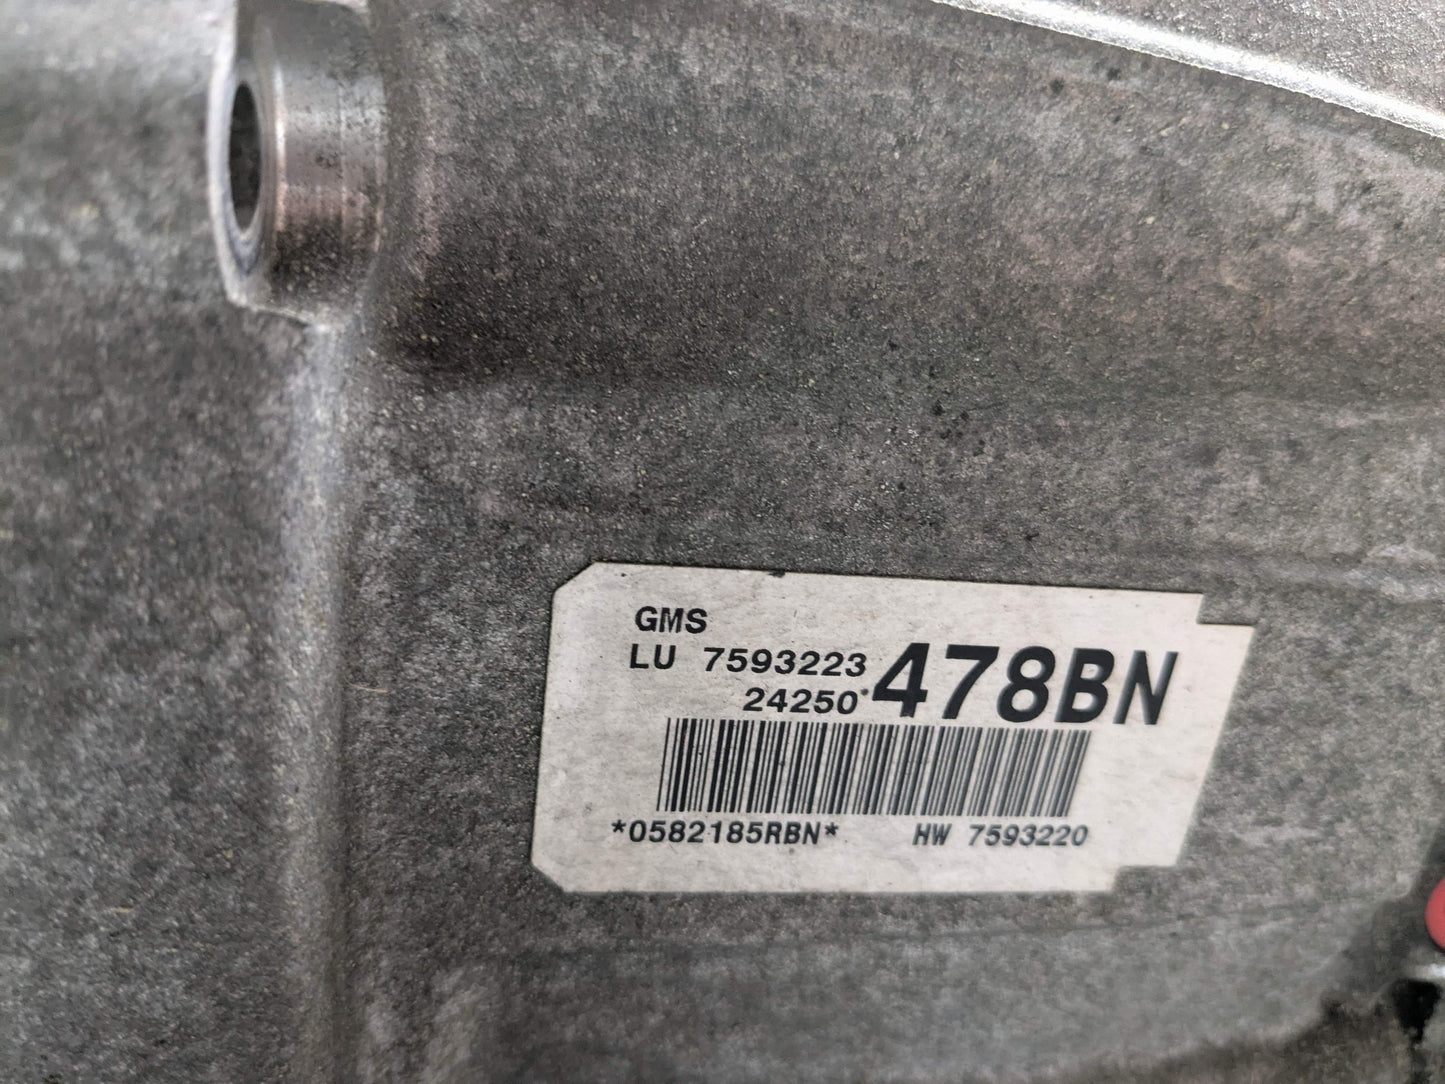 GMS
LU 7593223
24250*478BN
*0582185RBN* HW 7593220